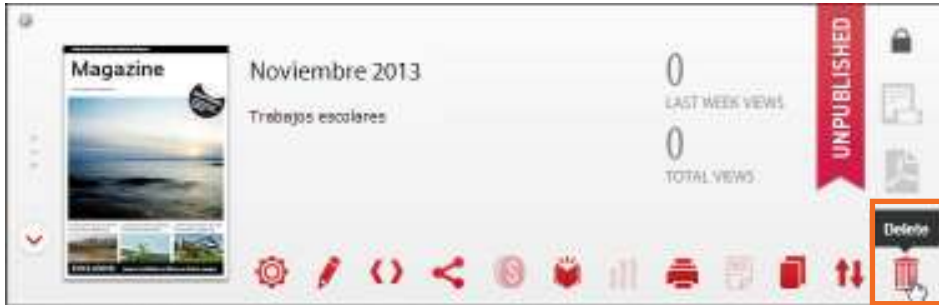 Magazine
Noviembre 2013
Trabajos escolares
0
LAST WEEK VIEWS
0
TOTAL VIEWS
UNPUBLISHED
Delete